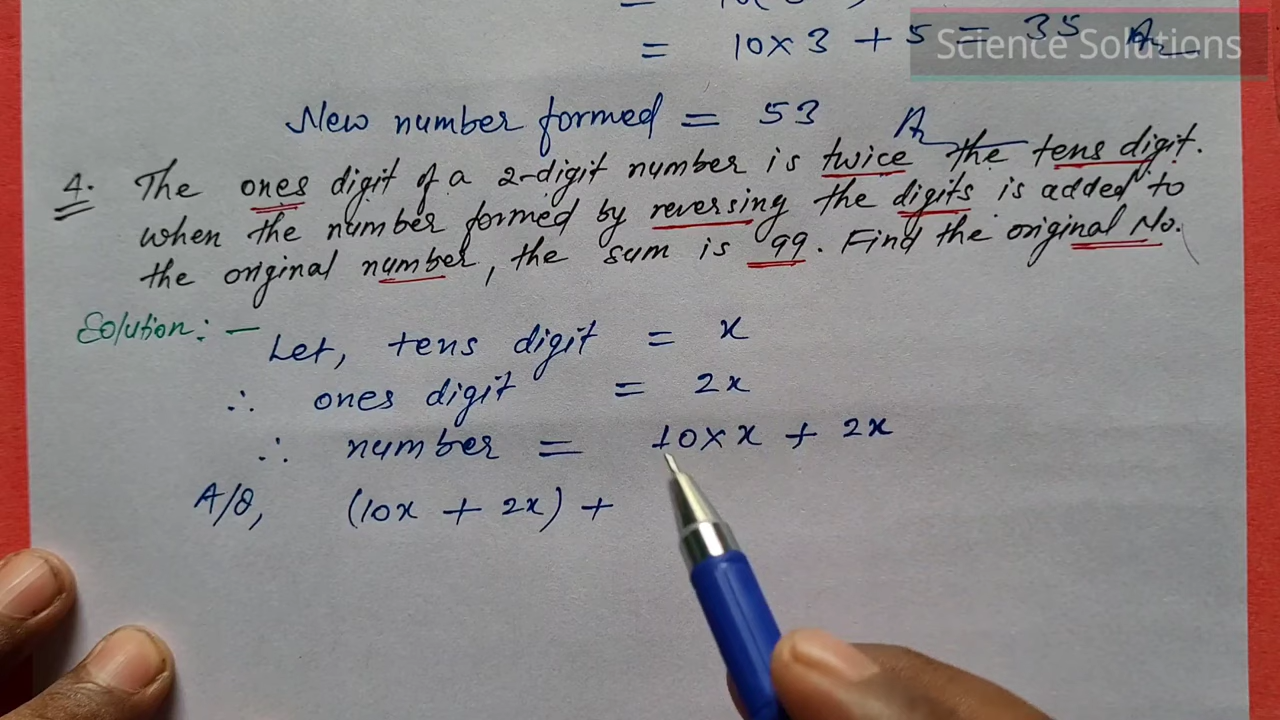 = 10×3 + 5 = 35 Ans
Science Solutions
New number formed = 53 Ans
4. The ones digit of a 2-digit number is twice the tens digit.
when the number formed by reversing the digits is added to
the original number, the sum is 99. Find the original No.
Solution:-
Let, tens digit = x
∴ ones digit = 2x
∴ number = 10×x + 2x
A/Q, (10x + 2x) +